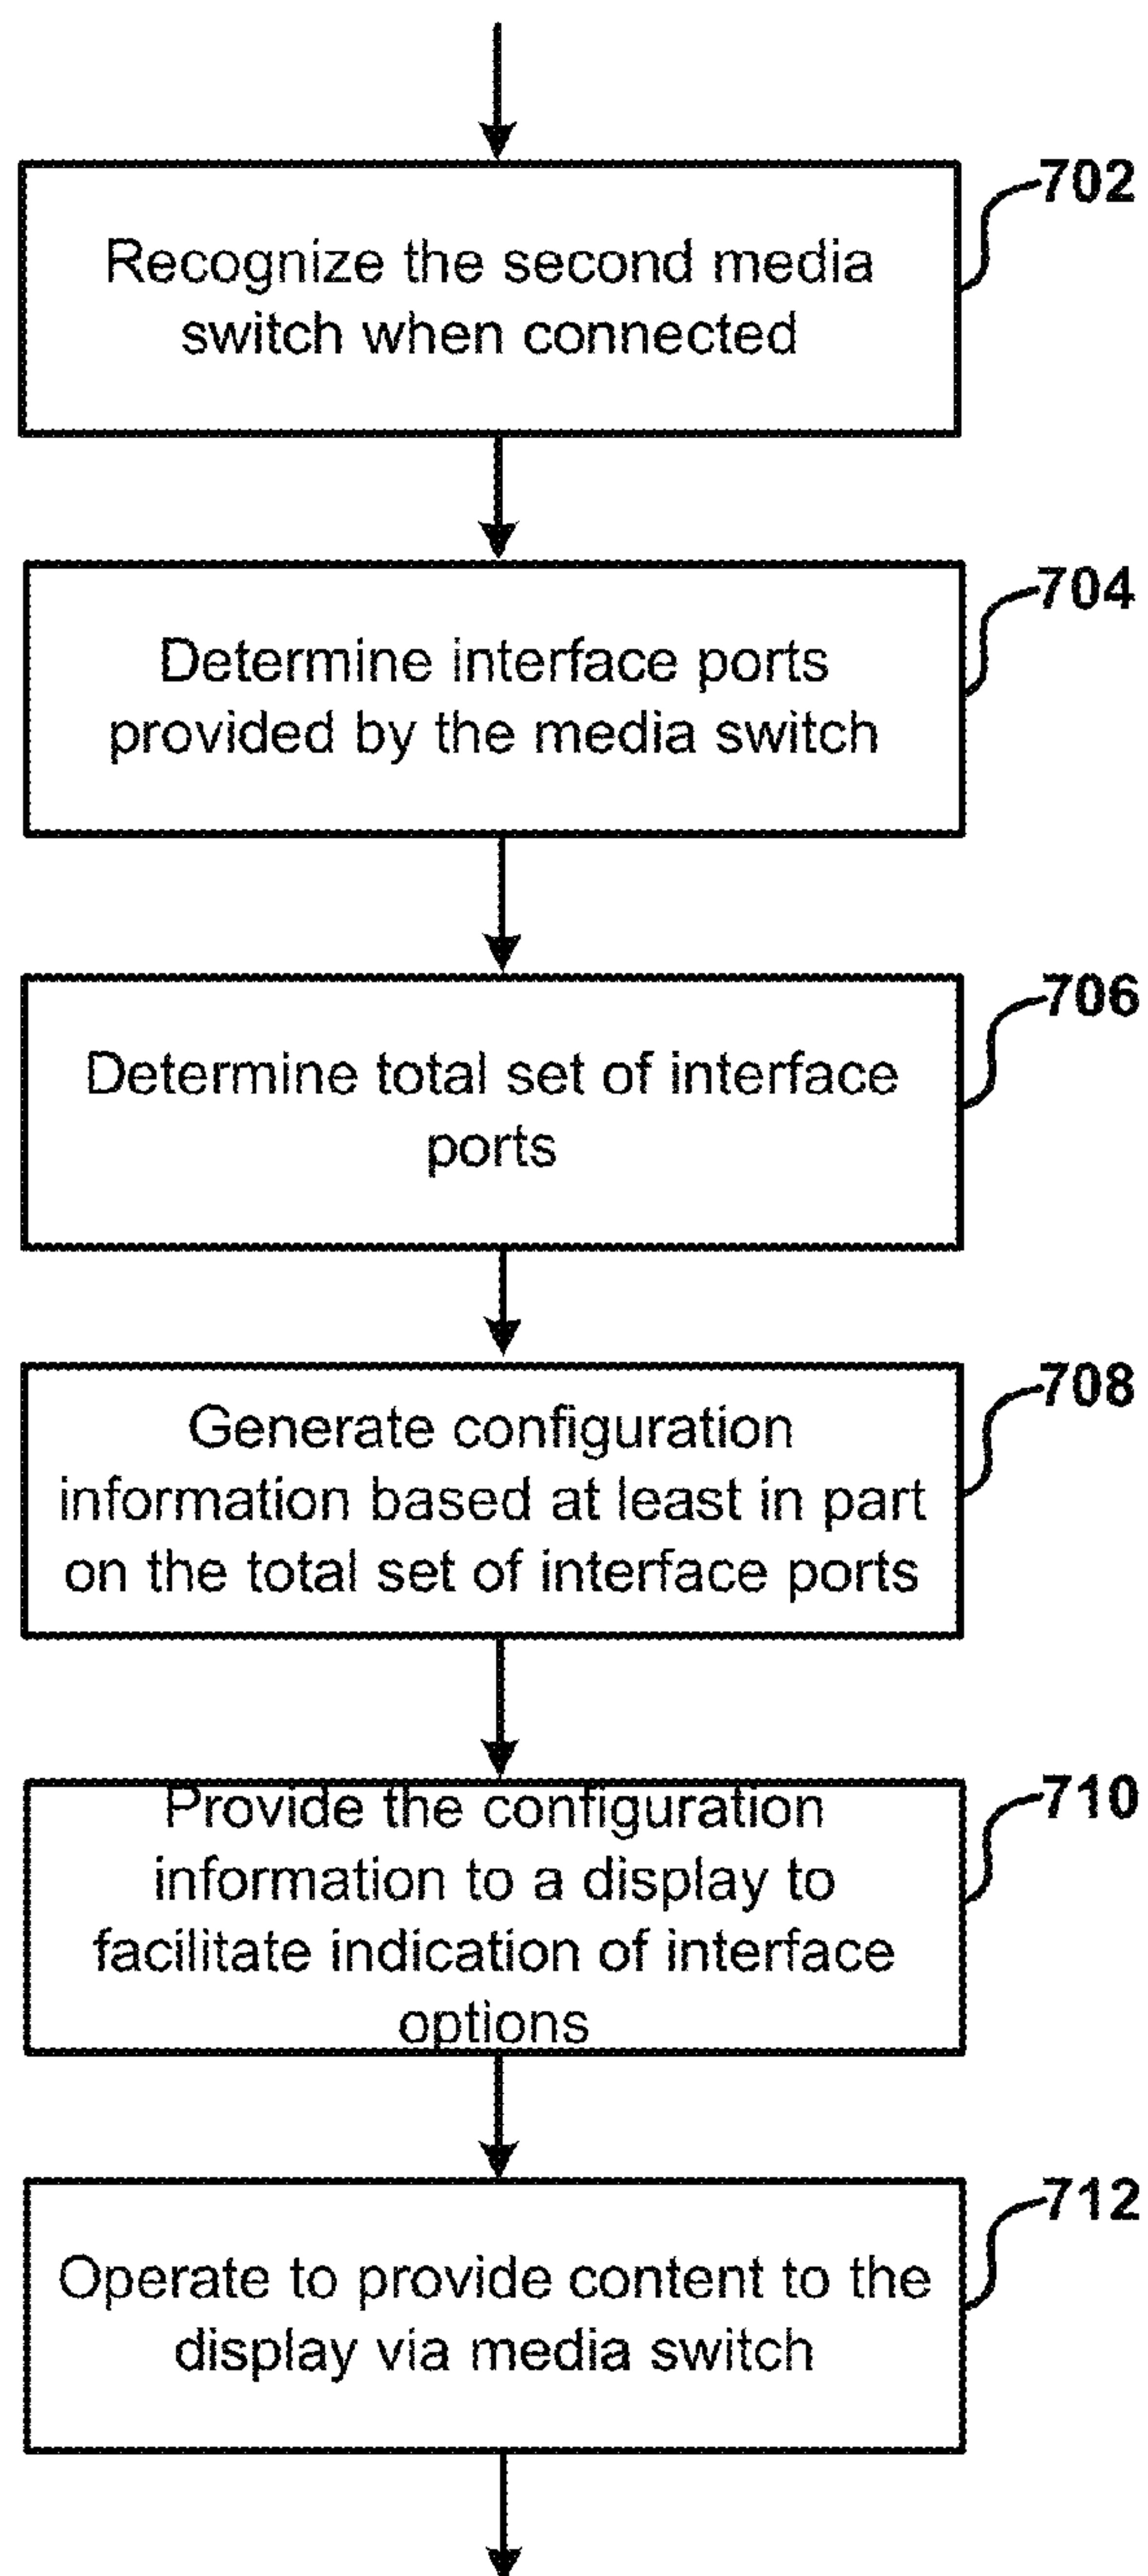 702
Recognize the second media
switch when connected
704
Determine interface ports
provided by the media switch
706
Determine total set of interface
ports
708
Generate configuration
information based at least in part
on the total set of interface ports
710
Provide the configuration
information to a display to
facilitate indication of interface
options
712
Operate to provide content to the
display via media switch